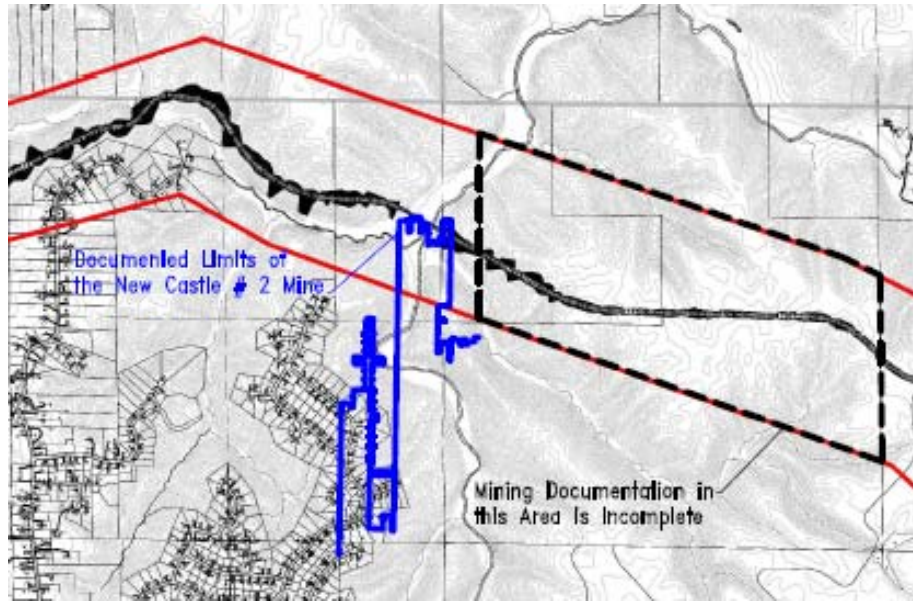 Documented Limits of
the New Castle # 2 Mine
Mining Documentation in
this Area is Incomplete